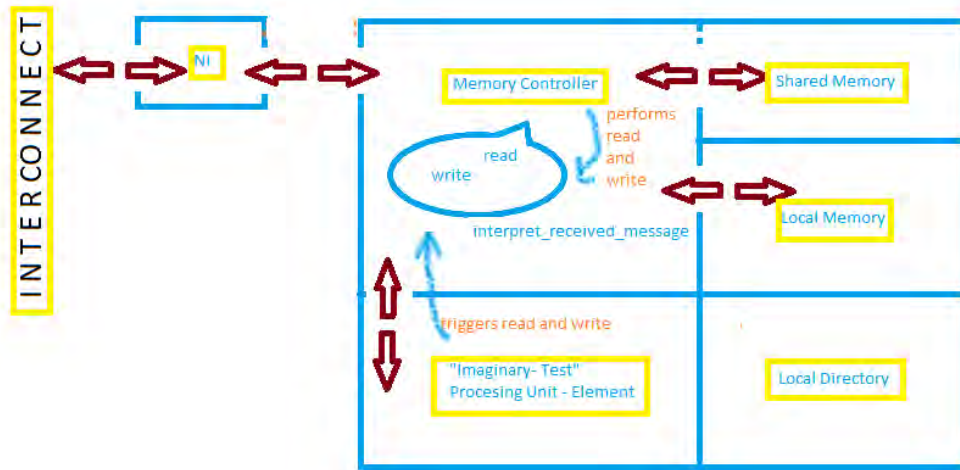 INTERCONNECT
NI
Memory Controller
Shared Memory
performs
read
and
write
read
write
Local Memory
interpret_received_message
triggers read and write
"Imaginary- Test"
Procesing Unit - Element
Local Directory